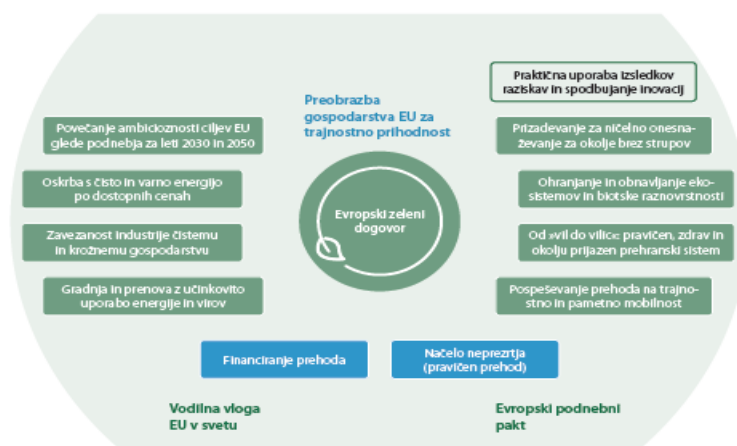 Praktična uporaba izsledkov
raziskav in spodbujanje inovacij
Preobrazba
gospodarstva EU za
trajnostno prihodnost
Povečanje ambicioznosti ciljev EU
glede podnebja za leti 2030 in 2050
Oskrba s čisto in varno energijo
po dostopnih cenah
Zavezanost industrije čistemu
in krožnemu gospodarstvu
Gradnja in prenova z učinkovito
uporabo energije in virov
Evropski zeleni
dogovor
Prizadevanje za ničelno onesna-
ževanje za okolje brez strupov
Ohranjanje in obnavljanje eko-
sistemov in biotske raznovrstnosti
Od »vil do vilic«: pravičen, zdrav in
okolju prijazen prehranski sistem
Pospeševanje prehoda na trajno-
stno in pametno mobilnost
Financiranje prehoda
Načelo neprezrtja
(pravičen prehod)
Vodilna vloga
EU v svetu
Evropski podnebni
pakt